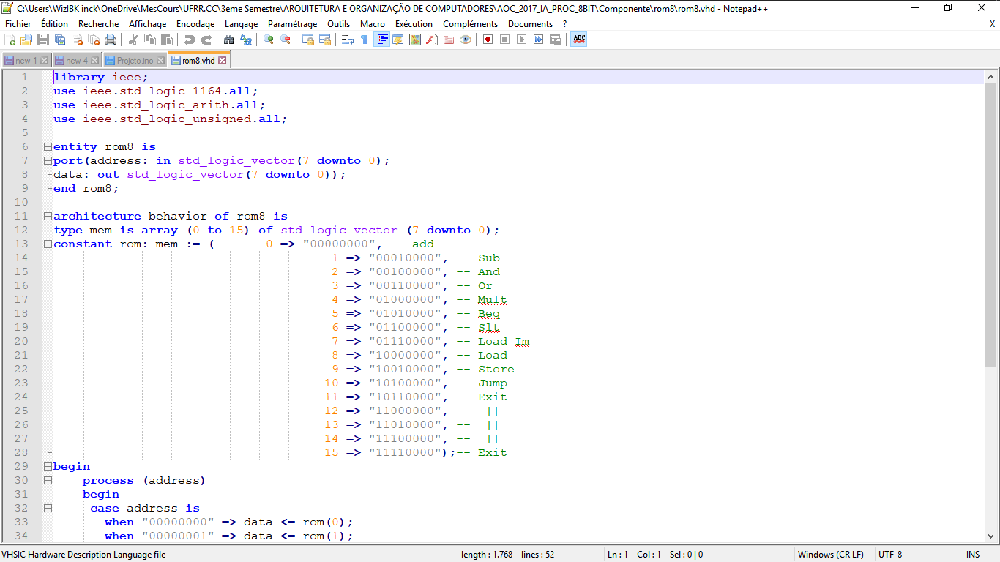 C:\Users\WizIBK inck\OneDrive\MesCours\UFRR.CC\3eme Semestre\ARQUITETURA E ORGANIZAÇÃO DE COMPUTADORES\AOC_2017_IA_PROC_8BIT\Componente\rom8\rom8.vhd - Notepad++
Fichier Édition Recherche Affichage Encodage Langage Paramétrage Outils Macro Exécution Compléments Documents ? X
new 1 new 4 Projeto.ino rom8.vhd
1 library ieee;
2 use ieee.std_logic_1164.all;
3 use ieee.std_logic_arith.all;
4 use ieee.std_logic_unsigned.all;
5
6 entity rom8 is
7 port(address: in std_logic_vector(7 downto 0);
8 data: out std_logic_vector(7 downto 0));
9 end rom8;
10
11 architecture behavior of rom8 is
12 type mem is array (0 to 15) of std_logic_vector (7 downto 0);
13 constant rom: mem := ( 0 => "00000000", -- add
14 1 => "00010000", -- Sub
15 2 => "00100000", -- And
16 3 => "00110000", -- Or
17 4 => "01000000", -- Mult
18 5 => "01010000", -- Beq
19 6 => "01100000", -- Slt
20 7 => "01110000", -- Load Im
21 8 => "10000000", -- Load
22 9 => "10010000", -- Store
23 10 => "10100000", -- Jump
24 11 => "10110000", -- Exit
25 12 => "11000000", -- ||
26 13 => "11010000", -- ||
27 14 => "11100000", -- ||
28 15 => "11110000");-- Exit
29 begin
30 process (address)
31 begin
32 case address is
33 when "00000000" => data <= rom(0);
34 when "00000001" => data <= rom(1);
VHSIC Hardware Description Language file length : 1.768 lines : 52 Ln : 1 Col : 1 Sel : 0 | 0 Windows (CR LF) UTF-8 INS